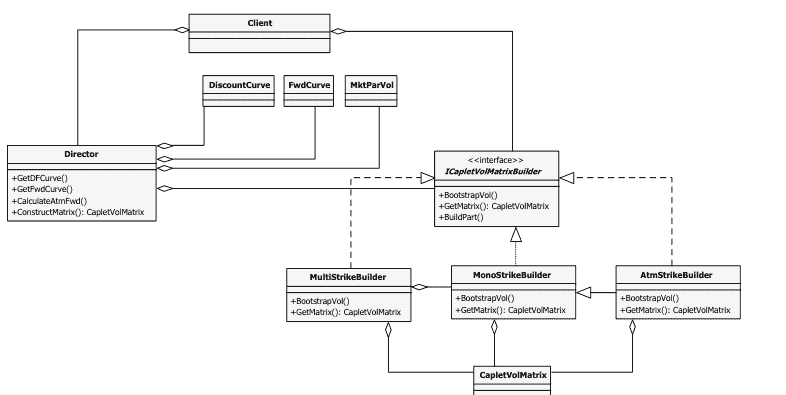 Client
DiscountCurve
FwdCurve
MktParVol
Director
+GetDFCurve()
+GetFwdCurve()
+CalculateAtmFwd()
+ConstructMatrix(): CapletVolMatrix
<<interface>>
ICapletVolMatrixBuilder
+BootstrapVol()
+GetMatrix(): CapletVolMatrix
+BuildPart()
MultiStrikeBuilder
+BootstrapVol()
+GetMatrix(): CapletVolMatrix
MonoStrikeBuilder
+BootstrapVol()
+GetMatrix(): CapletVolMatrix
AtmStrikeBuilder
+BootstrapVol()
+GetMatrix(): CapletVolMatrix
CapletVolMatrix